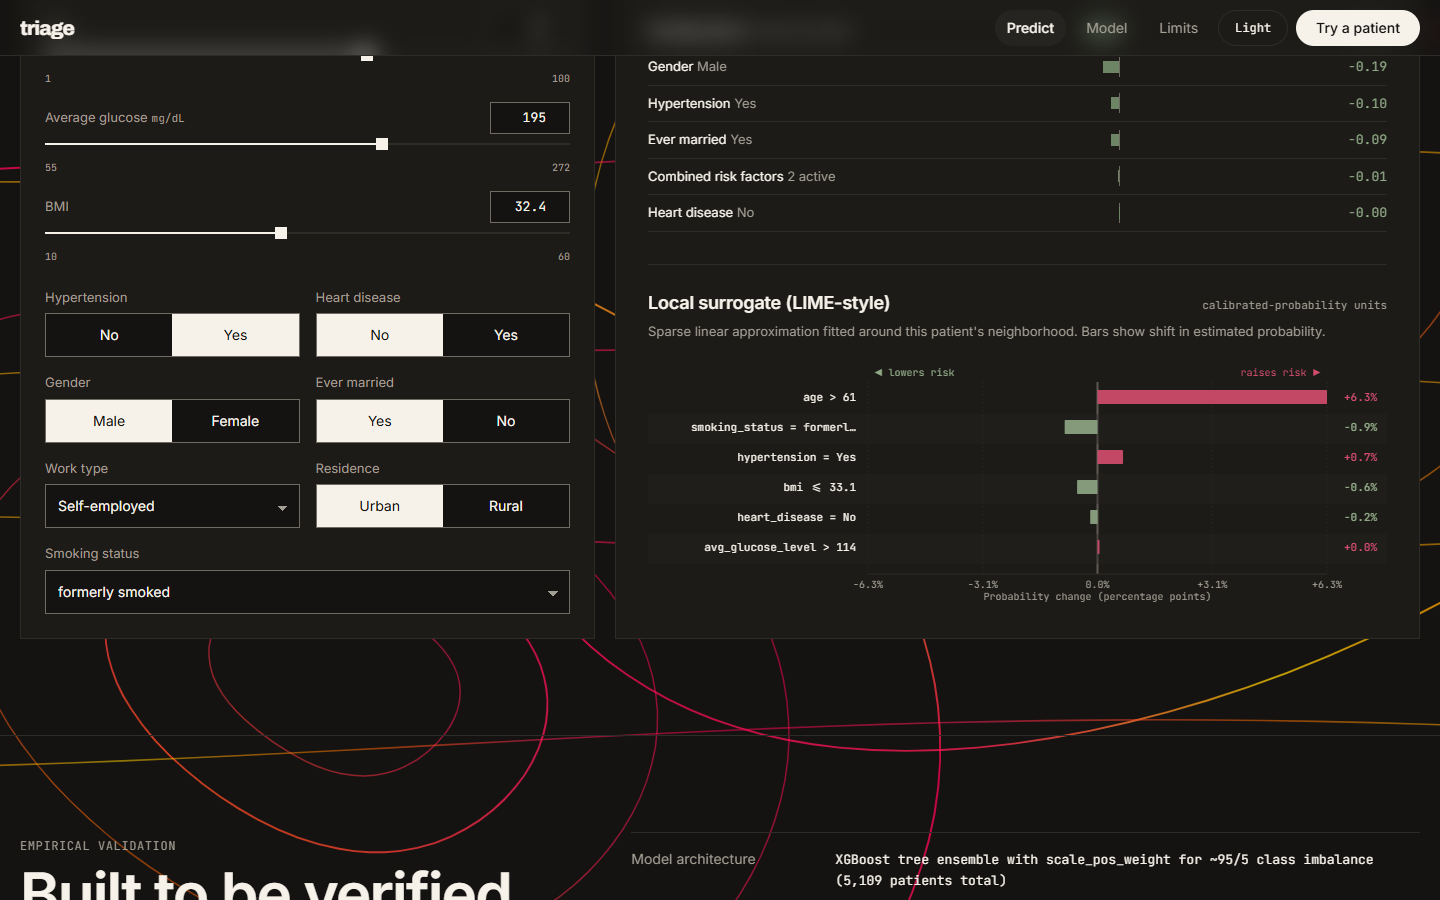 triage
Predict
Model
Limits
Light
Try a patient
1
100
Average glucose mg/dL
195
55
272
BMI
32.4
10
60
Hypertension
No
Yes
Heart disease
No
Yes
Gender
Male
Female
Ever married
Yes
No
Work type
Self-employed
Residence
Urban
Rural
Smoking status
formerly smoked
Gender Male
-0.19
Hypertension Yes
-0.10
Ever married Yes
-0.09
Combined risk factors 2 active
-0.01
Heart disease No
-0.00
Local surrogate (LIME-style)
calibrated-probability units
Sparse linear approximation fitted around this patient's neighborhood. Bars show shift in estimated probability.
◀ lowers risk
raises risk ▶
age > 61
+6.3%
smoking_status = formerl…
-0.9%
hypertension = Yes
+0.7%
bmi ≤ 33.1
-0.6%
heart_disease = No
-0.2%
avg_glucose_level > 114
+0.0%
-6.3%
-3.1%
0.0%
+3.1%
+6.3%
Probability change (percentage points)
EMPIRICAL VALIDATION
Built to be verified
Model architecture
XGBoost tree ensemble with scale_pos_weight for ~95/5 class imbalance
(5,109 patients total)